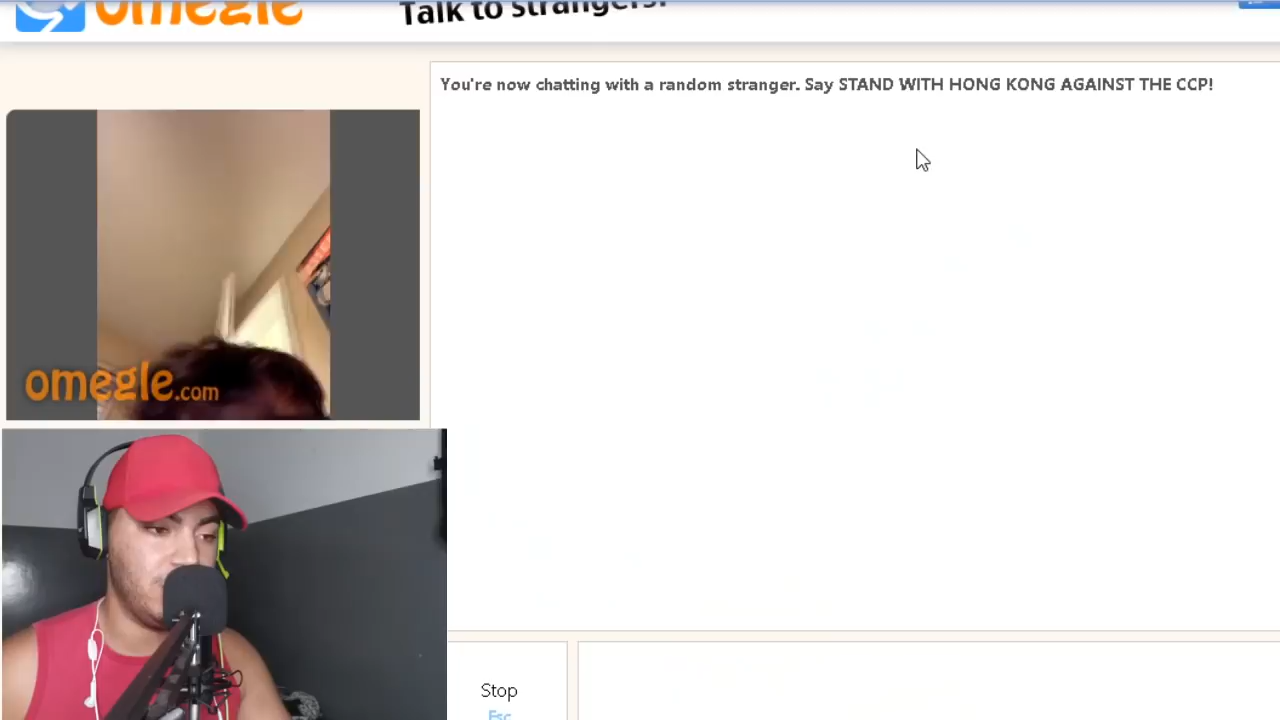 omegle
Talk to strangers!
You're now chatting with a random stranger. Say STAND WITH HONG KONG AGAINST THE CCP!
omegle.com
Stop
Esc